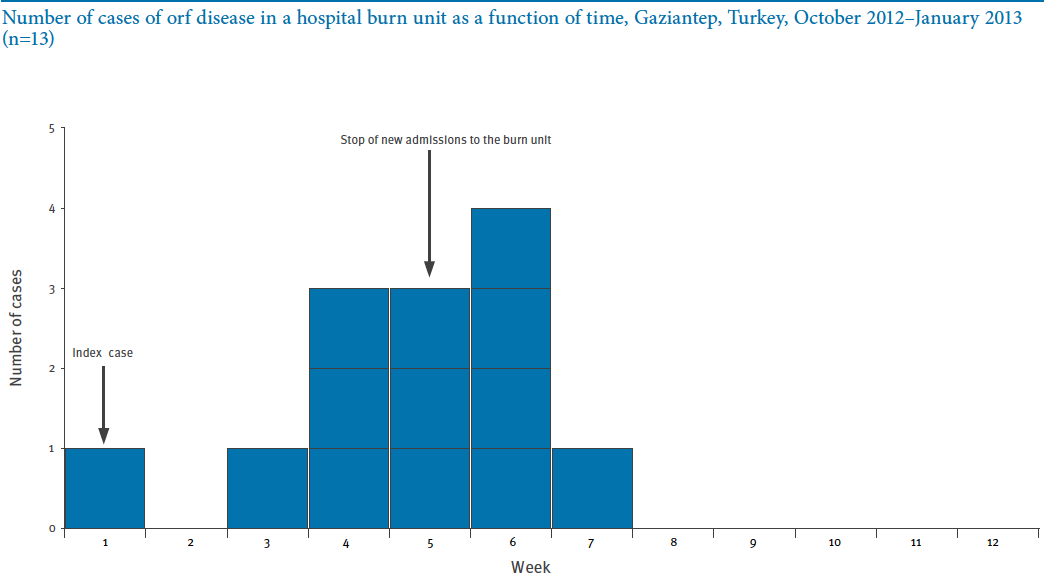 Number of cases of orf disease in a hospital burn unit as a function of time, Gaziantep, Turkey, October 2012–January 2013
(n=13)
5
Stop of new admissions to the burn unit
4
3
Number of cases
Index case
2
1
0
1 2 3 4 5 6 7 8 9 10 11 12
Week